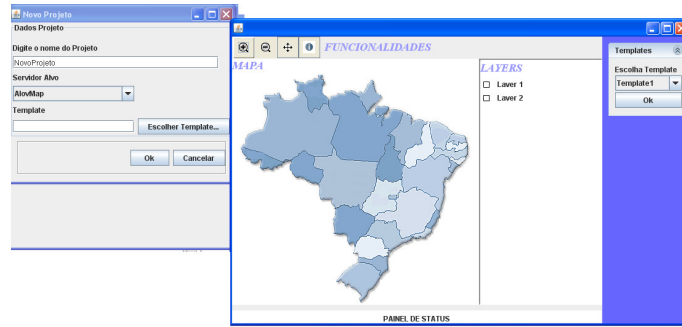 Novo Projeto
Dados Projeto
Digite o nome do Projeto
NovoProjeto
Servidor Alvo
AlovMap
Template
Escolher Template...
Ok
Cancelar
FUNCIONALIDADES
MAPA
LAYERS
Layer 1
Layer 2
PAINEL DE STATUS
Templates
Escolha Template
Template1
Ok